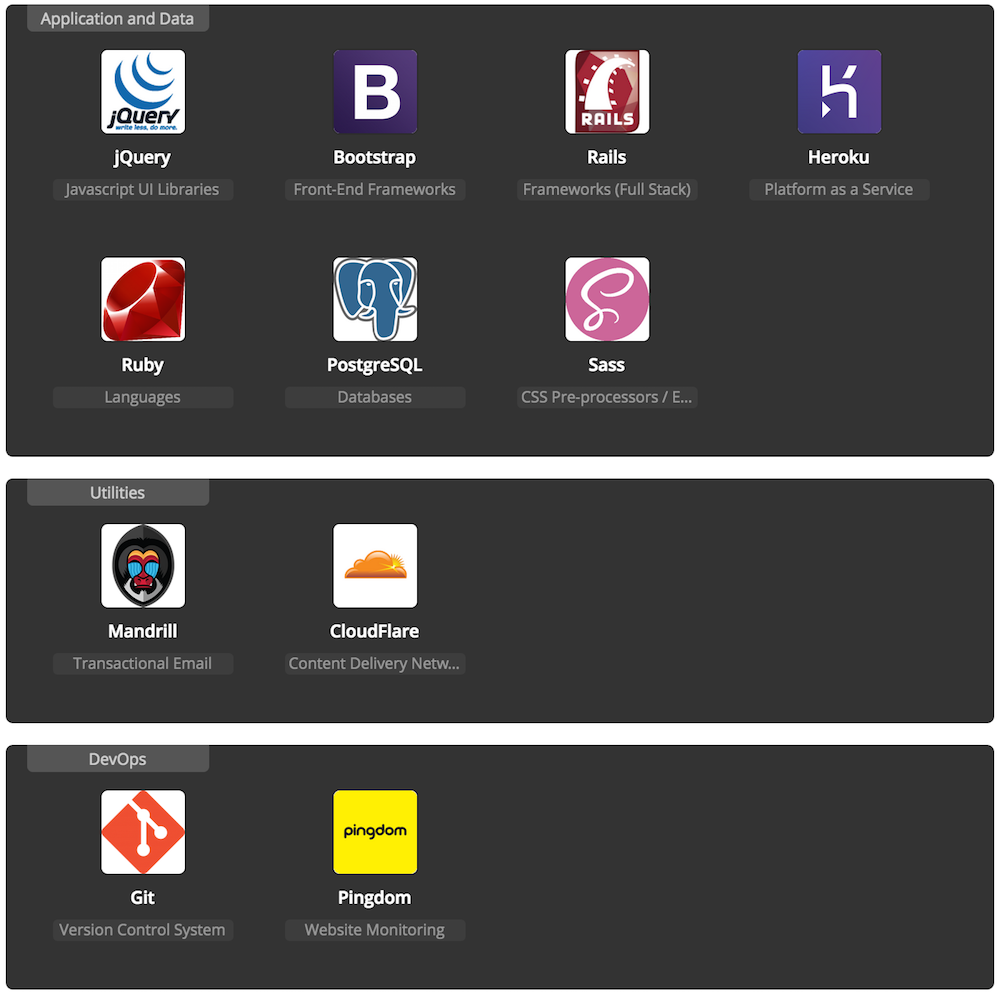 Application and Data
jQuery
write less. do more.
B
RAILS
jQuery
Bootstrap
Rails
Heroku
Javascript UI Libraries
Front-End Frameworks
Frameworks (Full Stack)
Platform as a Service
Ruby
PostgreSQL
Sass
Languages
Databases
CSS Pre-processors / E...
Utilities
Mandrill
CloudFlare
Transactional Email
Content Delivery Netw...
DevOps
pingdom
Git
Pingdom
Version Control System
Website Monitoring